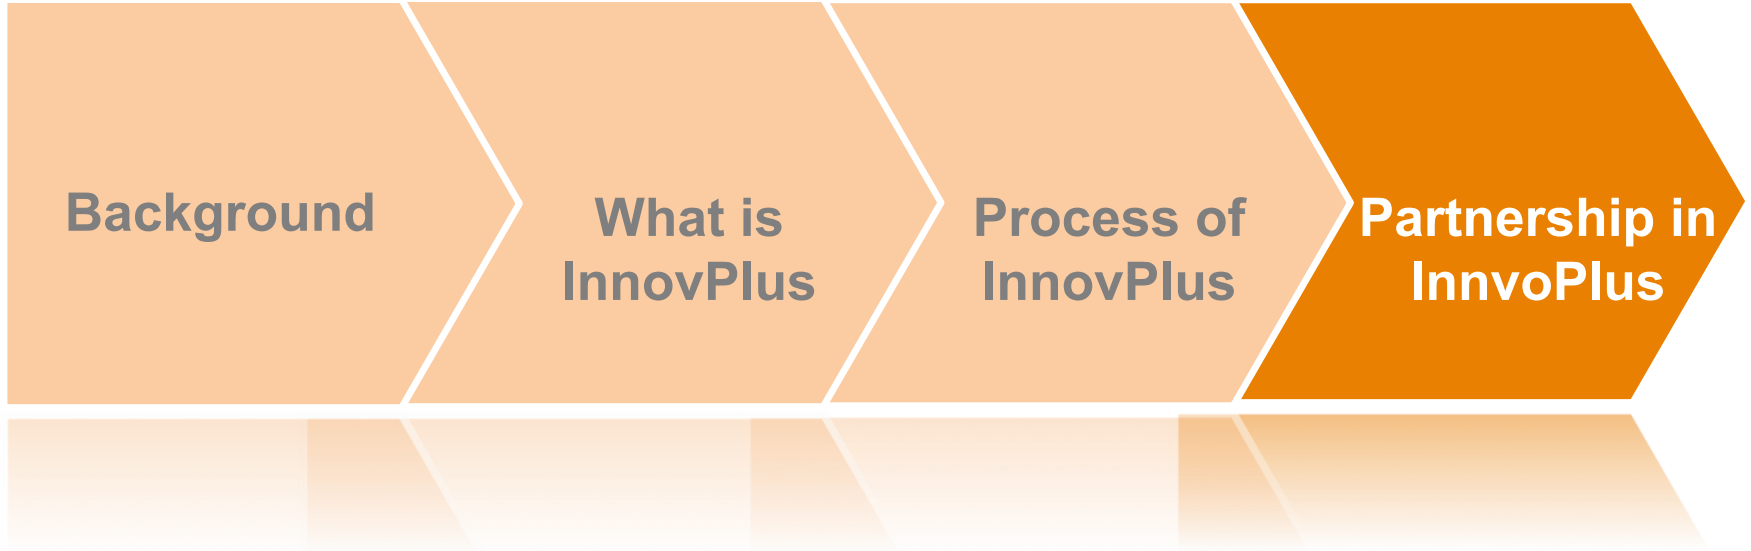 Background
What is
InnovPlus
Process of
InnovPlus
Partnership in
InnvoPlus